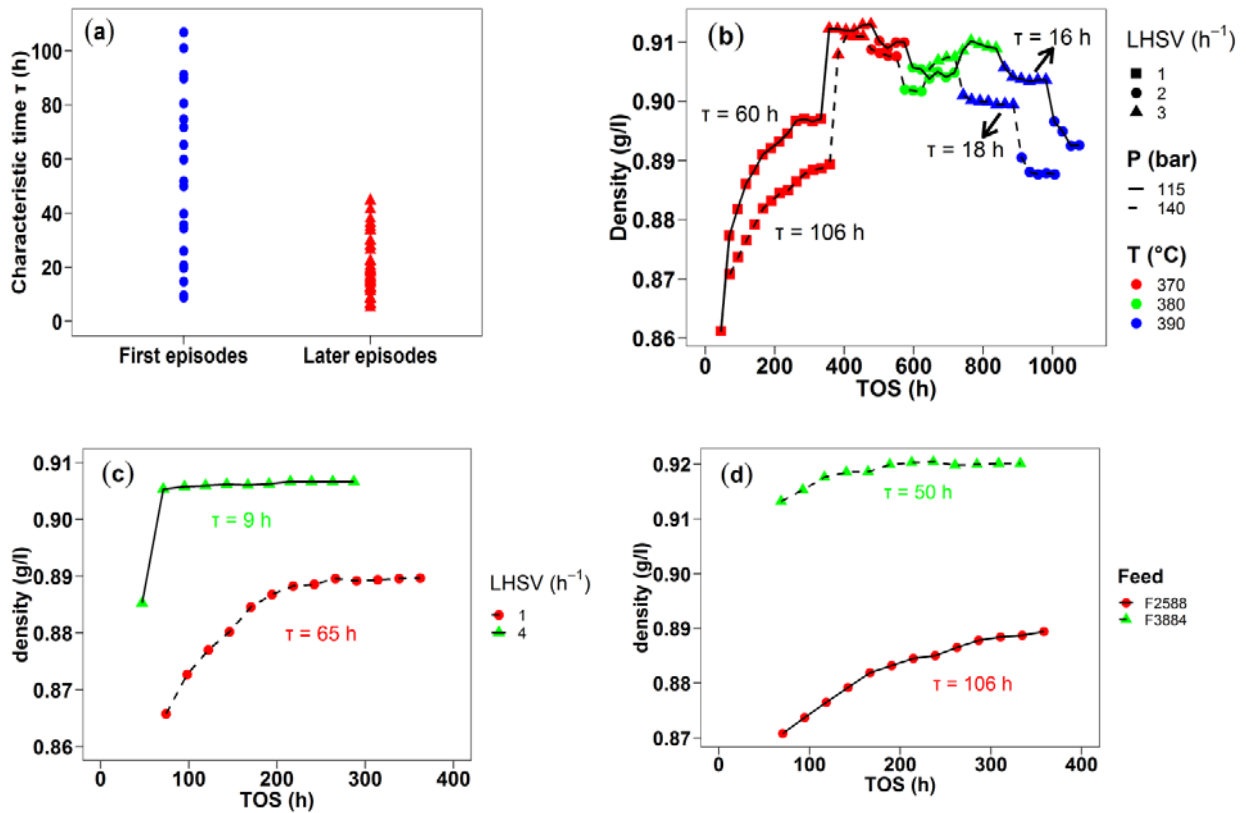 (a)
Characteristic time τ (h)
100
80
60
40
20
0
First episodes
Later episodes
(b)
Density (g/l)
0.91
0.90
0.89
0.88
0.87
0.86
τ = 60 h
τ = 106 h
τ = 16 h
τ = 18 h
0 200 400 600 800 1000
TOS (h)
LHSV (h⁻¹)
1
2
3
P (bar)
115
140
T (°C)
370
380
390
(c)
density (g/l)
0.91
0.90
0.89
0.88
0.87
0.86
τ = 9 h
τ = 65 h
0 100 200 300 400
TOS (h)
LHSV (h⁻¹)
1
4
(d)
density (g/l)
0.92
0.91
0.90
0.89
0.88
0.87
τ = 50 h
τ = 106 h
0 100 200 300 400
TOS (h)
Feed
F2588
F3884